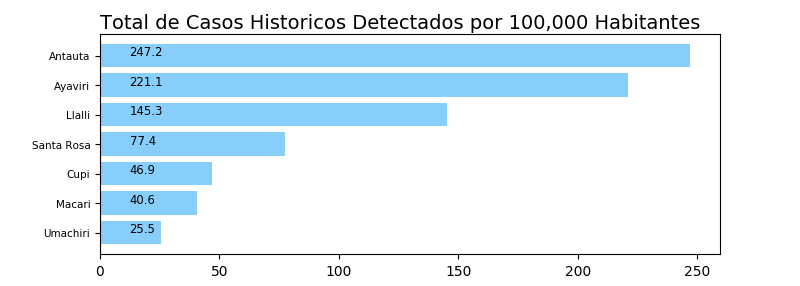 Total de Casos Historicos Detectados por 100,000 Habitantes
Antauta 247.2
Ayaviri 221.1
Llalli 145.3
Santa Rosa 77.4
Cupi 46.9
Macari 40.6
Umachiri 25.5
0 50 100 150 200 250